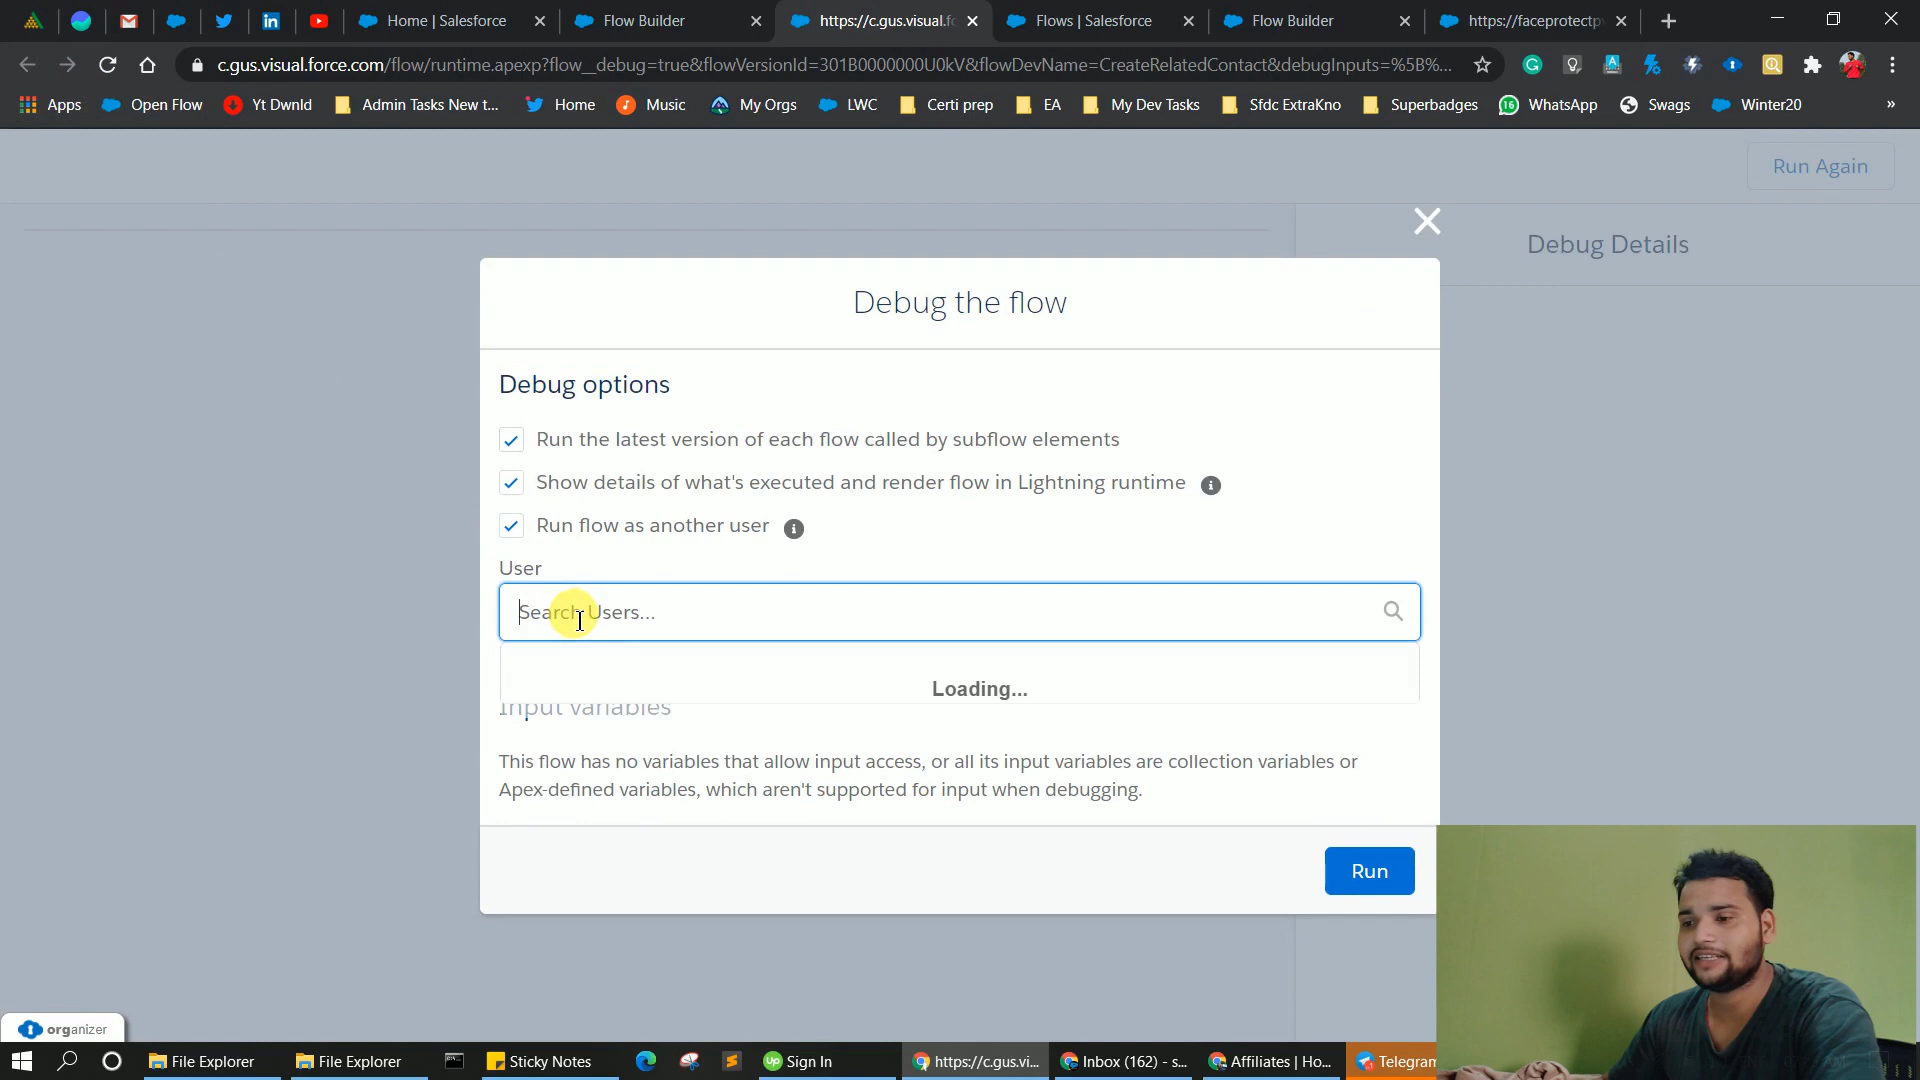 Home | Salesforce
Flow Builder
https://c.gus.visual.f
Flows | Salesforce
Flow Builder
https://faceprotectp
c.gus.visual.force.com/flow/runtime.apexp?flow__debug=true&flowVersionId=301B0000000U0kV&flowDevName=CreateRelatedContact&debugInputs=%5B%...
Apps
Open Flow
Yt Dwnld
Admin Tasks New t...
Home
Music
My Orgs
LWC
Certi prep
EA
My Dev Tasks
Sfdc ExtraKno
Superbadges
16
WhatsApp
Swags
Winter20
»
Run Again
Debug Details
Debug the flow
Debug options
Run the latest version of each flow called by subflow elements
Show details of what's executed and render flow in Lightning runtime
Run flow as another user
User
Search Users...
Loading...
Input variables
This flow has no variables that allow input access, or all its input variables are collection variables or
Apex-defined variables, which aren't supported for input when debugging.
Run
organizer
File Explorer
File Explorer
Sticky Notes
Sign In
https://c.gus.vi...
Inbox (162) - s...
Affiliates | Ho...
Telegram